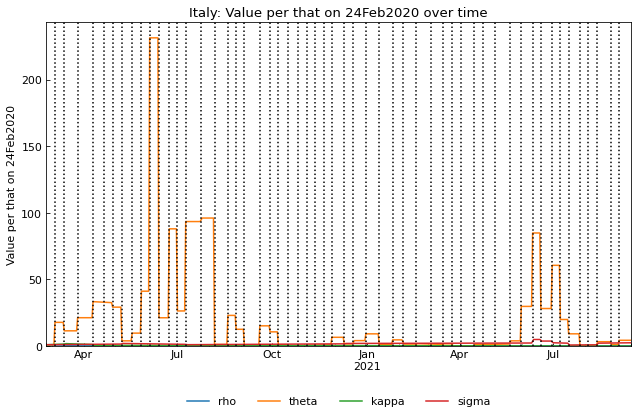 Italy: Value per that on 24Feb2020 over time
Value per that on 24Feb2020
200
150
100
50
0
Apr Jul Oct Jan Apr Jul
2021
rho theta kappa sigma